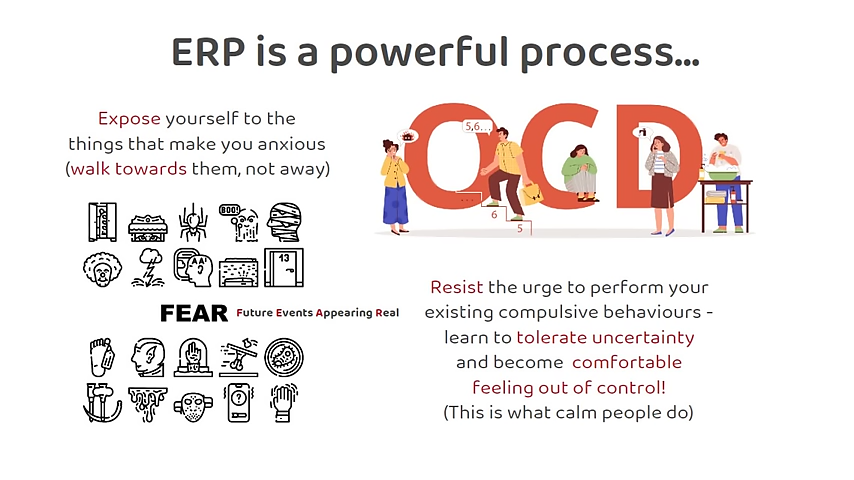 ERP is a powerful process...
Expose yourself to the
things that make you anxious
(walk towards them, not away)
BOO!
AA
13
FEAR Future Events Appearing Real
?
OCD
5,6...
...
6
5
Resist the urge to perform your
existing compulsive behaviours -
learn to tolerate uncertainty
and become comfortable
feeling out of control!
(This is what calm people do)